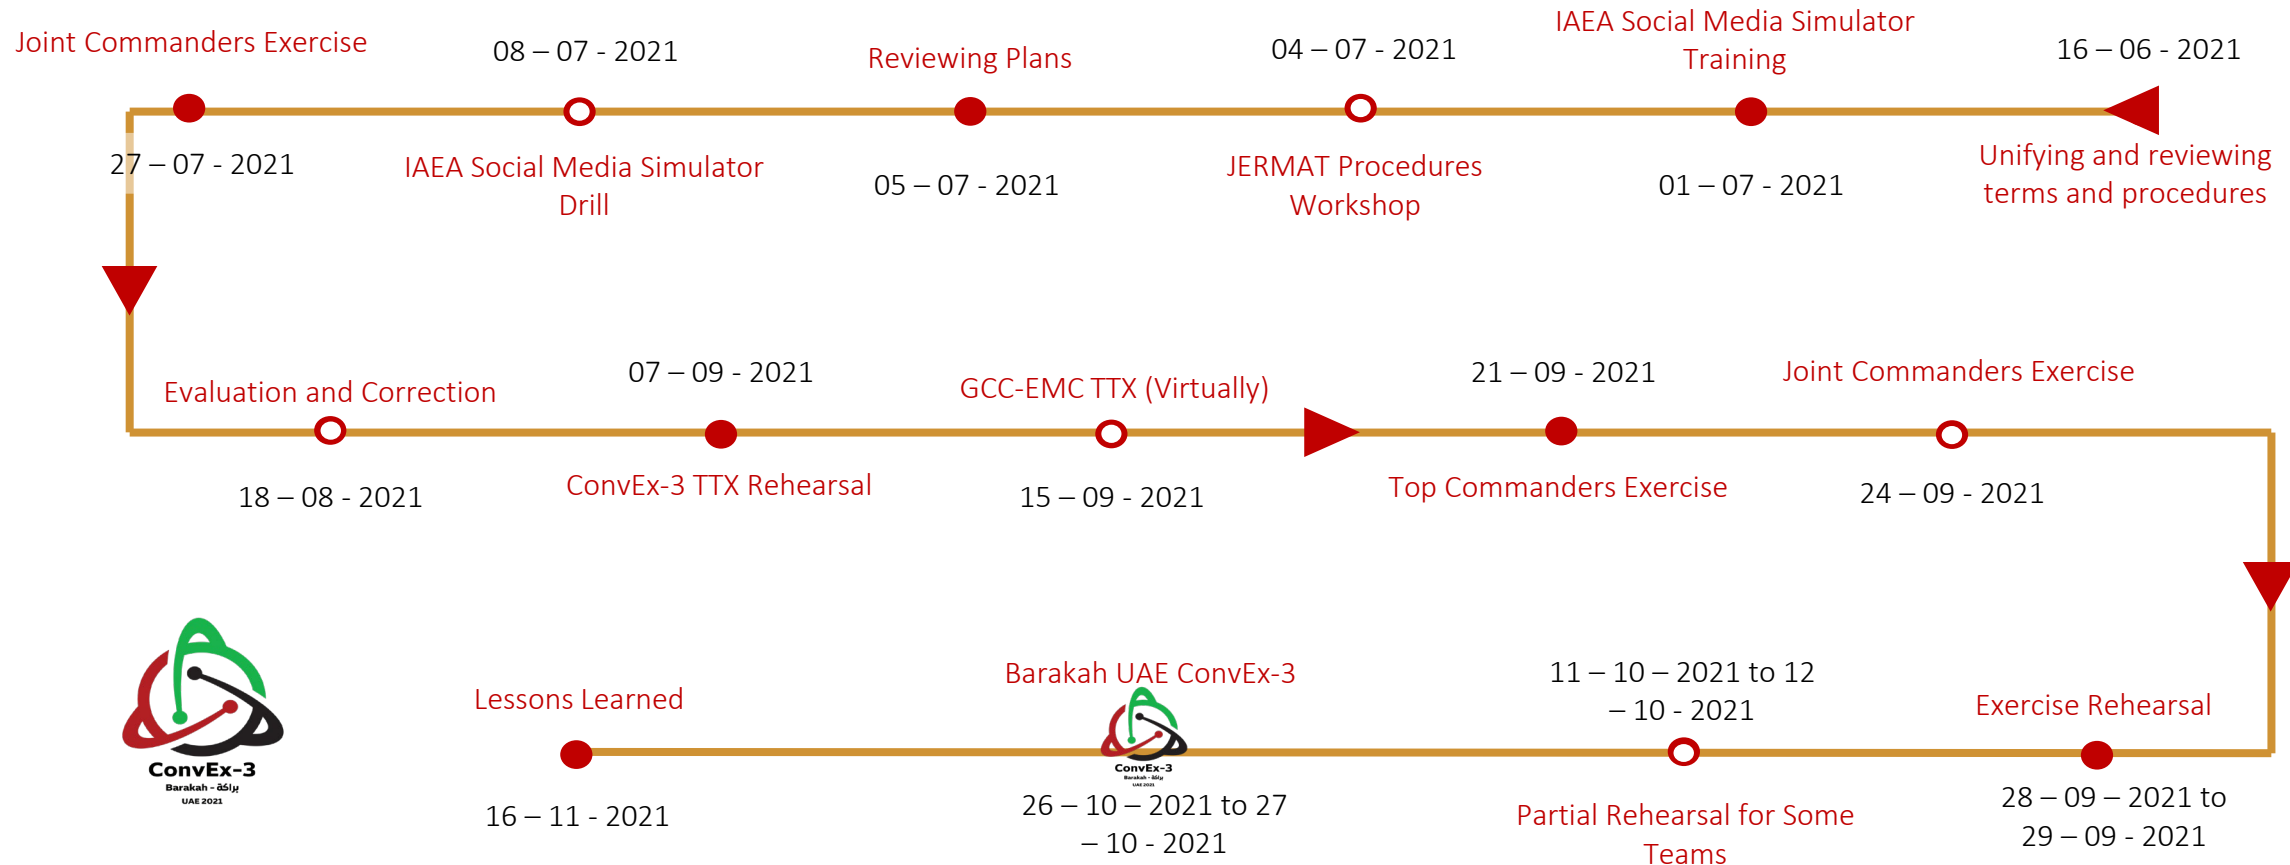 16 – 06 - 2021
Unifying and reviewing
terms and procedures
IAEA Social Media Simulator
Training
01 – 07 - 2021
04 – 07 - 2021
JERMAT Procedures
Workshop
Reviewing Plans
05 – 07 - 2021
08 – 07 - 2021
IAEA Social Media Simulator
Drill
Joint Commanders Exercise
27 – 07 - 2021
Evaluation and Correction
18 – 08 - 2021
07 – 09 - 2021
ConvEx-3 TTX Rehearsal
GCC-EMC TTX (Virtually)
15 – 09 - 2021
21 – 09 - 2021
Top Commanders Exercise
Joint Commanders Exercise
24 – 09 - 2021
Exercise Rehearsal
28 – 09 – 2021 to
29 – 09 - 2021
11 – 10 – 2021 to 12
– 10 - 2021
Partial Rehearsal for Some
Teams
Barakah UAE ConvEx-3
ConvEx-3
Barakah - براكة
UAE 2021
26 – 10 – 2021 to 27
– 10 - 2021
Lessons Learned
16 – 11 - 2021
ConvEx-3
Barakah - براكة
UAE 2021